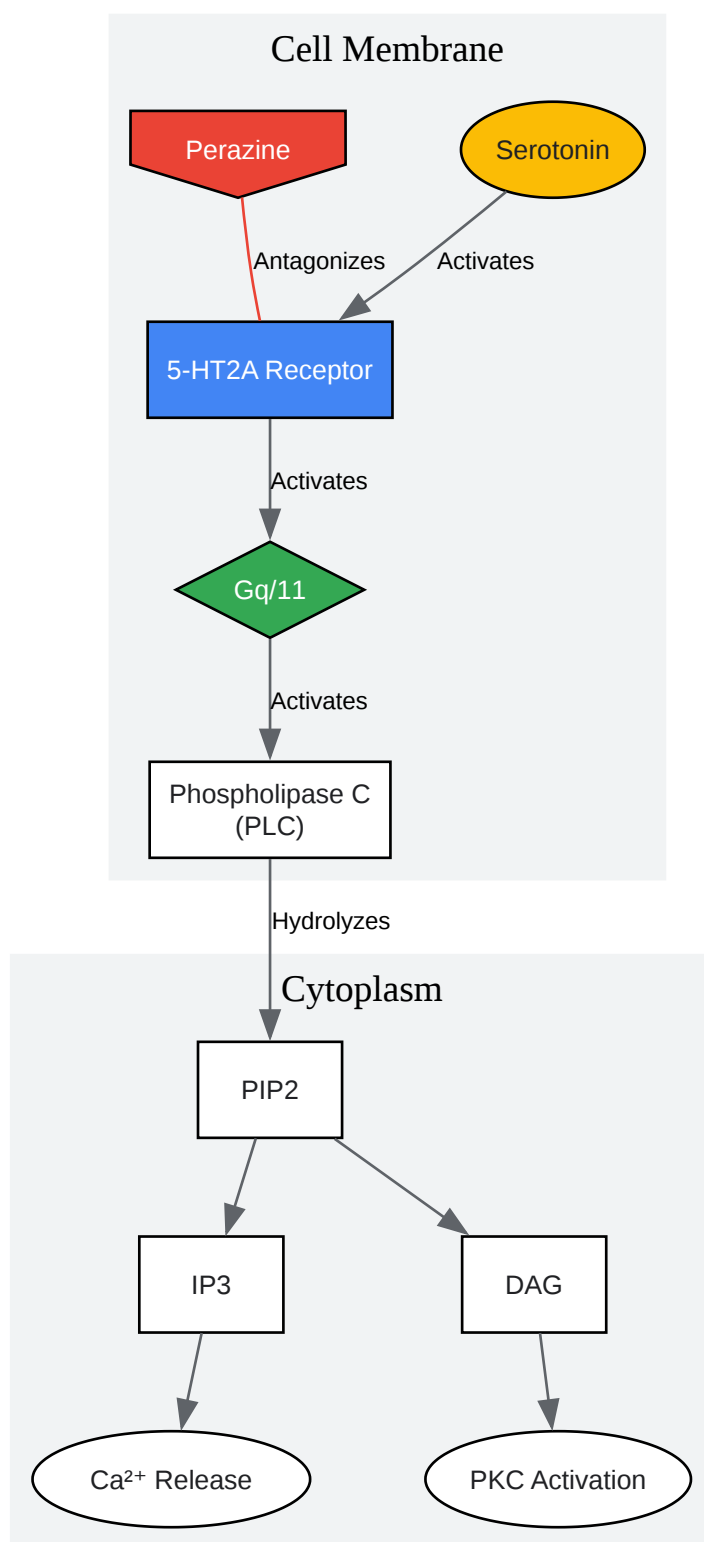 Cell Membrane
Perazine
Serotonin
Antagonizes
Activates
5-HT2A Receptor
Activates
Gq/11
Activates
Phospholipase C
(PLC)
Hydrolyzes
Cytoplasm
PIP2
IP3
DAG
Ca²⁺ Release
PKC Activation